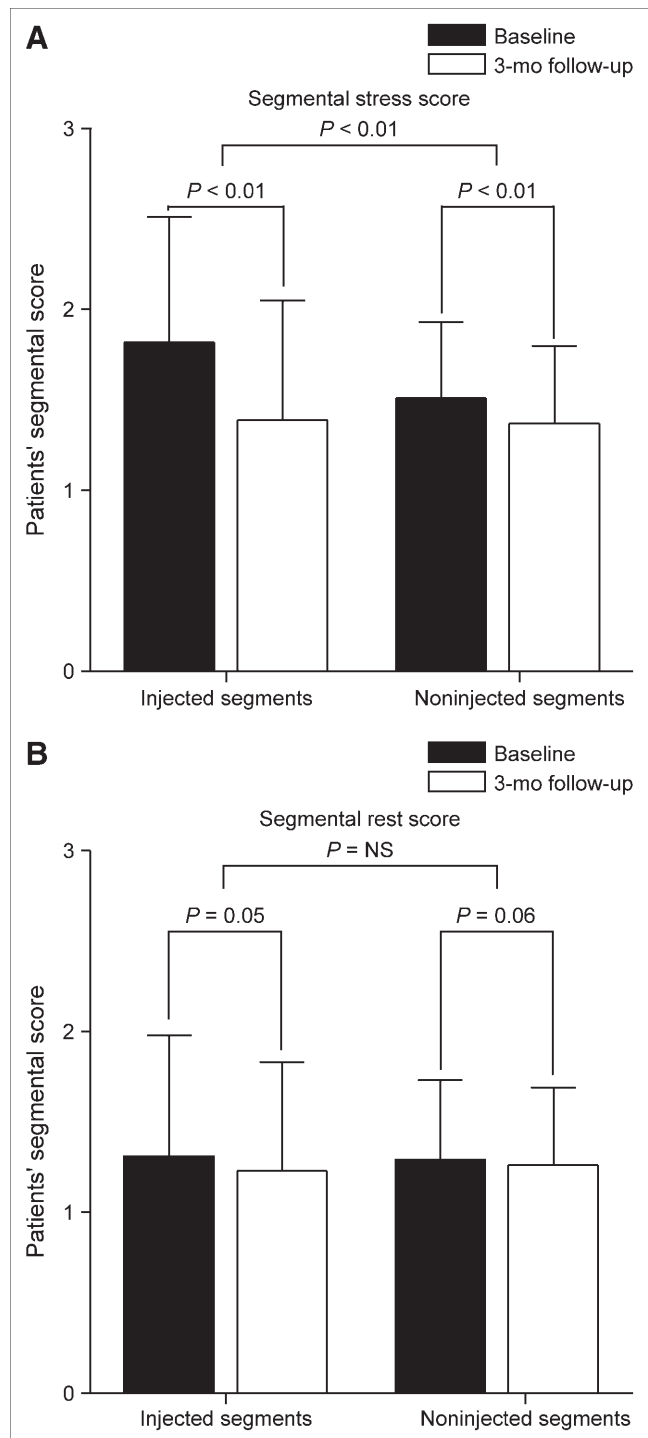 A
Baseline
3-mo follow-up
Segmental stress score
P < 0.01
P < 0.01
P < 0.01
3
2
1
0
Patients' segmental score
Injected segments
Noninjected segments
B
Baseline
3-mo follow-up
Segmental rest score
P = NS
P = 0.05
P = 0.06
3
2
1
0
Patients' segmental score
Injected segments
Noninjected segments